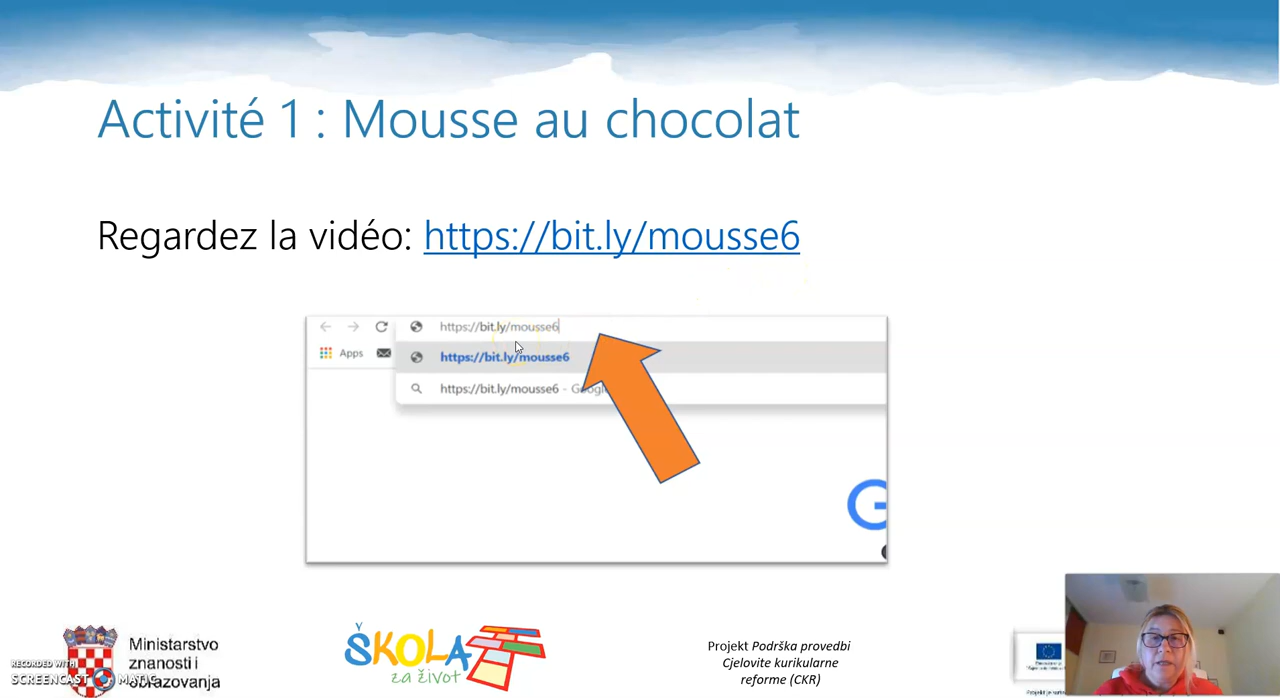 Activité 1 : Mousse au chocolat
Regardez la vidéo: https://bit.ly/mousse6
https://bit.ly/mousse6
Apps
https://bit.ly/mousse6
https://bit.ly/mousse6 - Google
Ministarstvo
znanosti i
obrazovanja
RECORDED WITH
SCREENCAST MATIC
ŠKOLA
za život
Projekt Podrška provedbi
Cjelovite kurikularne
reforme (CKR)